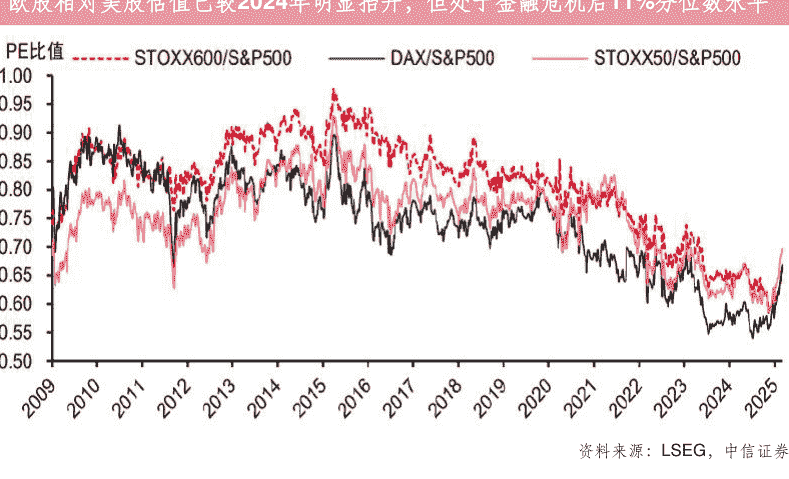 欧股相对美股估值已较2024年明显抬升，但处于金融危机后11%分位数水平
PE比值
STOXX600/S&P500 DAX/S&P500 STOXX50/S&P500
1.00
0.95
0.90
0.85
0.80
0.75
0.70
0.65
0.60
0.55
0.50
2009 2010 2011 2012 2013 2014 2015 2016 2017 2018 2019 2020 2021 2022 2023 2024 2025
资料来源：LSEG，中信证券